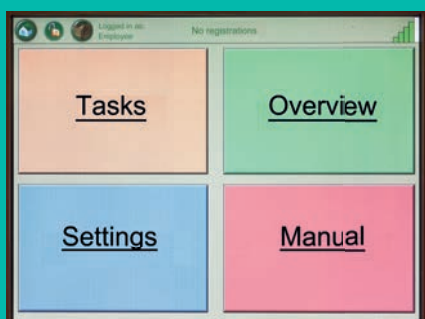 Logged in as:
Employee
No registrations
Tasks
Overview
Settings
Manual